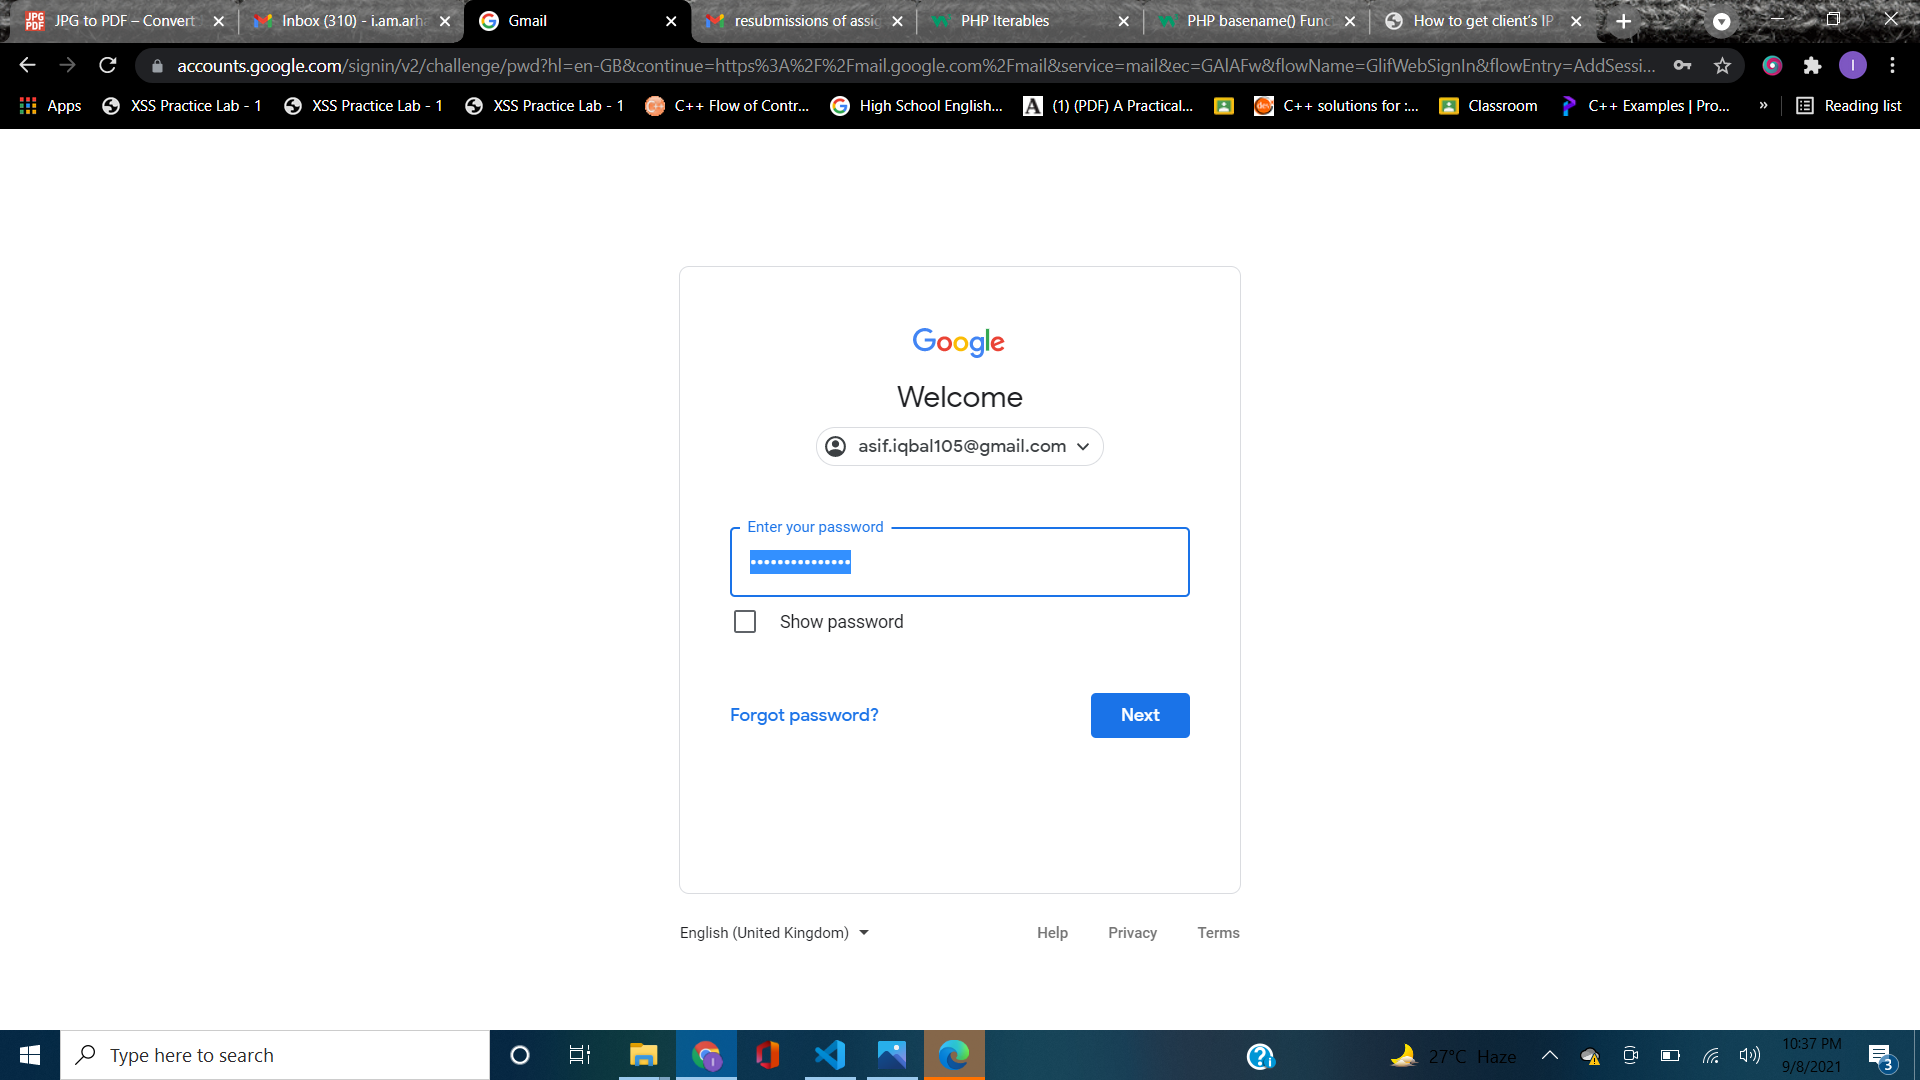 JPG to PDF – Convert
Inbox (310) - i.am.arha
Gmail
resubmissions of assig
PHP Iterables
PHP basename() Func
How to get client's IP
accounts.google.com/signin/v2/challenge/pwd?hl=en-GB&continue=https%3A%2F%2Fmail.google.com%2Fmail&service=mail&ec=GAlAFw&flowName=GlifWebSignIn&flowEntry=AddSessi...
I
Apps
XSS Practice Lab - 1
XSS Practice Lab - 1
XSS Practice Lab - 1
C++ Flow of Contr...
High School English...
(1) (PDF) A Practical...
C++ solutions for :...
Classroom
C++ Examples | Pro...
»
Reading list
Google
Welcome
asif.iqbal105@gmail.com
Enter your password
•••••••••••••••
Show password
Forgot password?
Next
English (United Kingdom)
Help
Privacy
Terms
Type here to search
27°C Haze
10:37 PM
9/8/2021
3